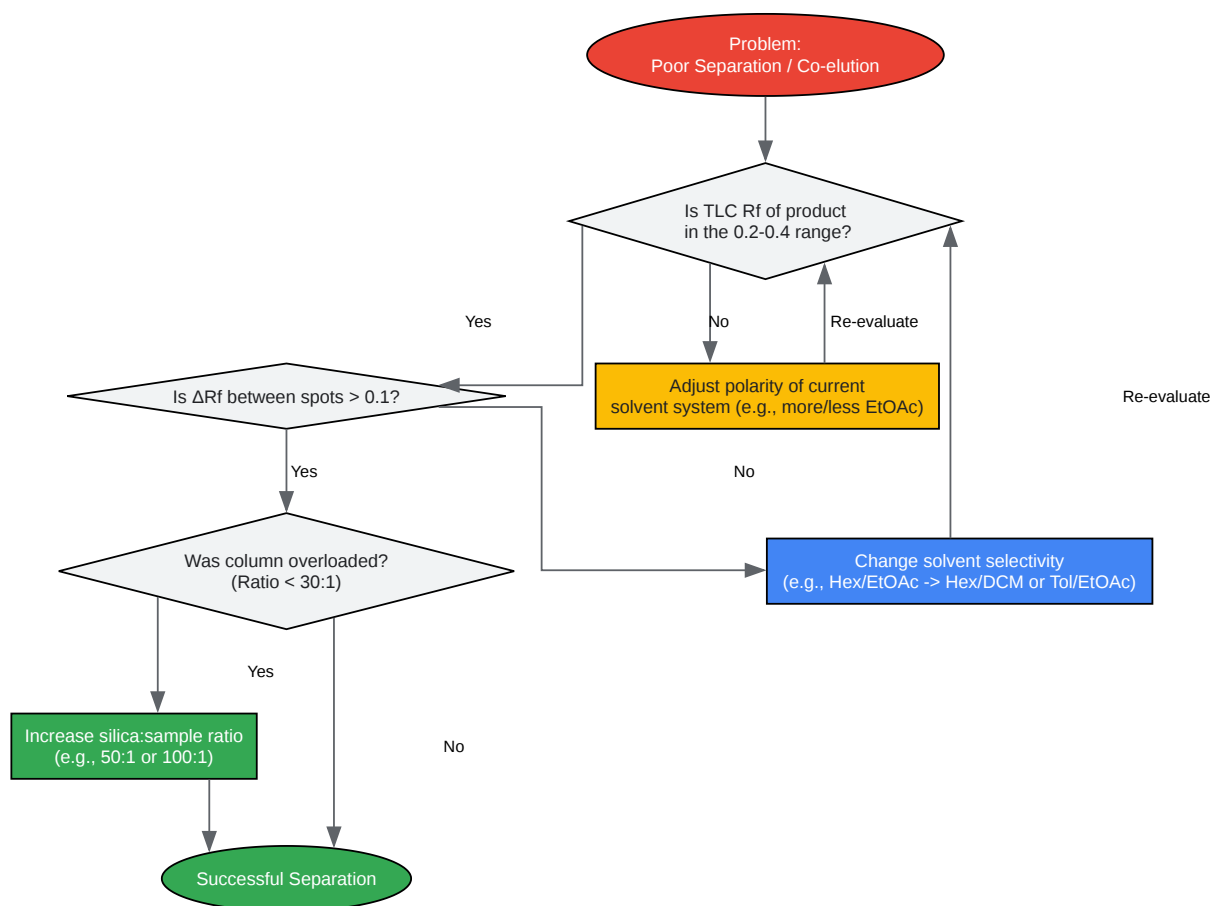 Problem:
Poor Separation / Co-elution
Is TLC Rf of product
in the 0.2-0.4 range?
Yes
No
Re-evaluate
Is ΔRf between spots > 0.1?
Adjust polarity of current
solvent system (e.g., more/less EtOAc)
Re-evaluate
Yes
No
Was column overloaded?
(Ratio < 30:1)
Change solvent selectivity
(e.g., Hex/EtOAc -> Hex/DCM or Tol/EtOAc)
Yes
Increase silica:sample ratio
(e.g., 50:1 or 100:1)
No
Successful Separation